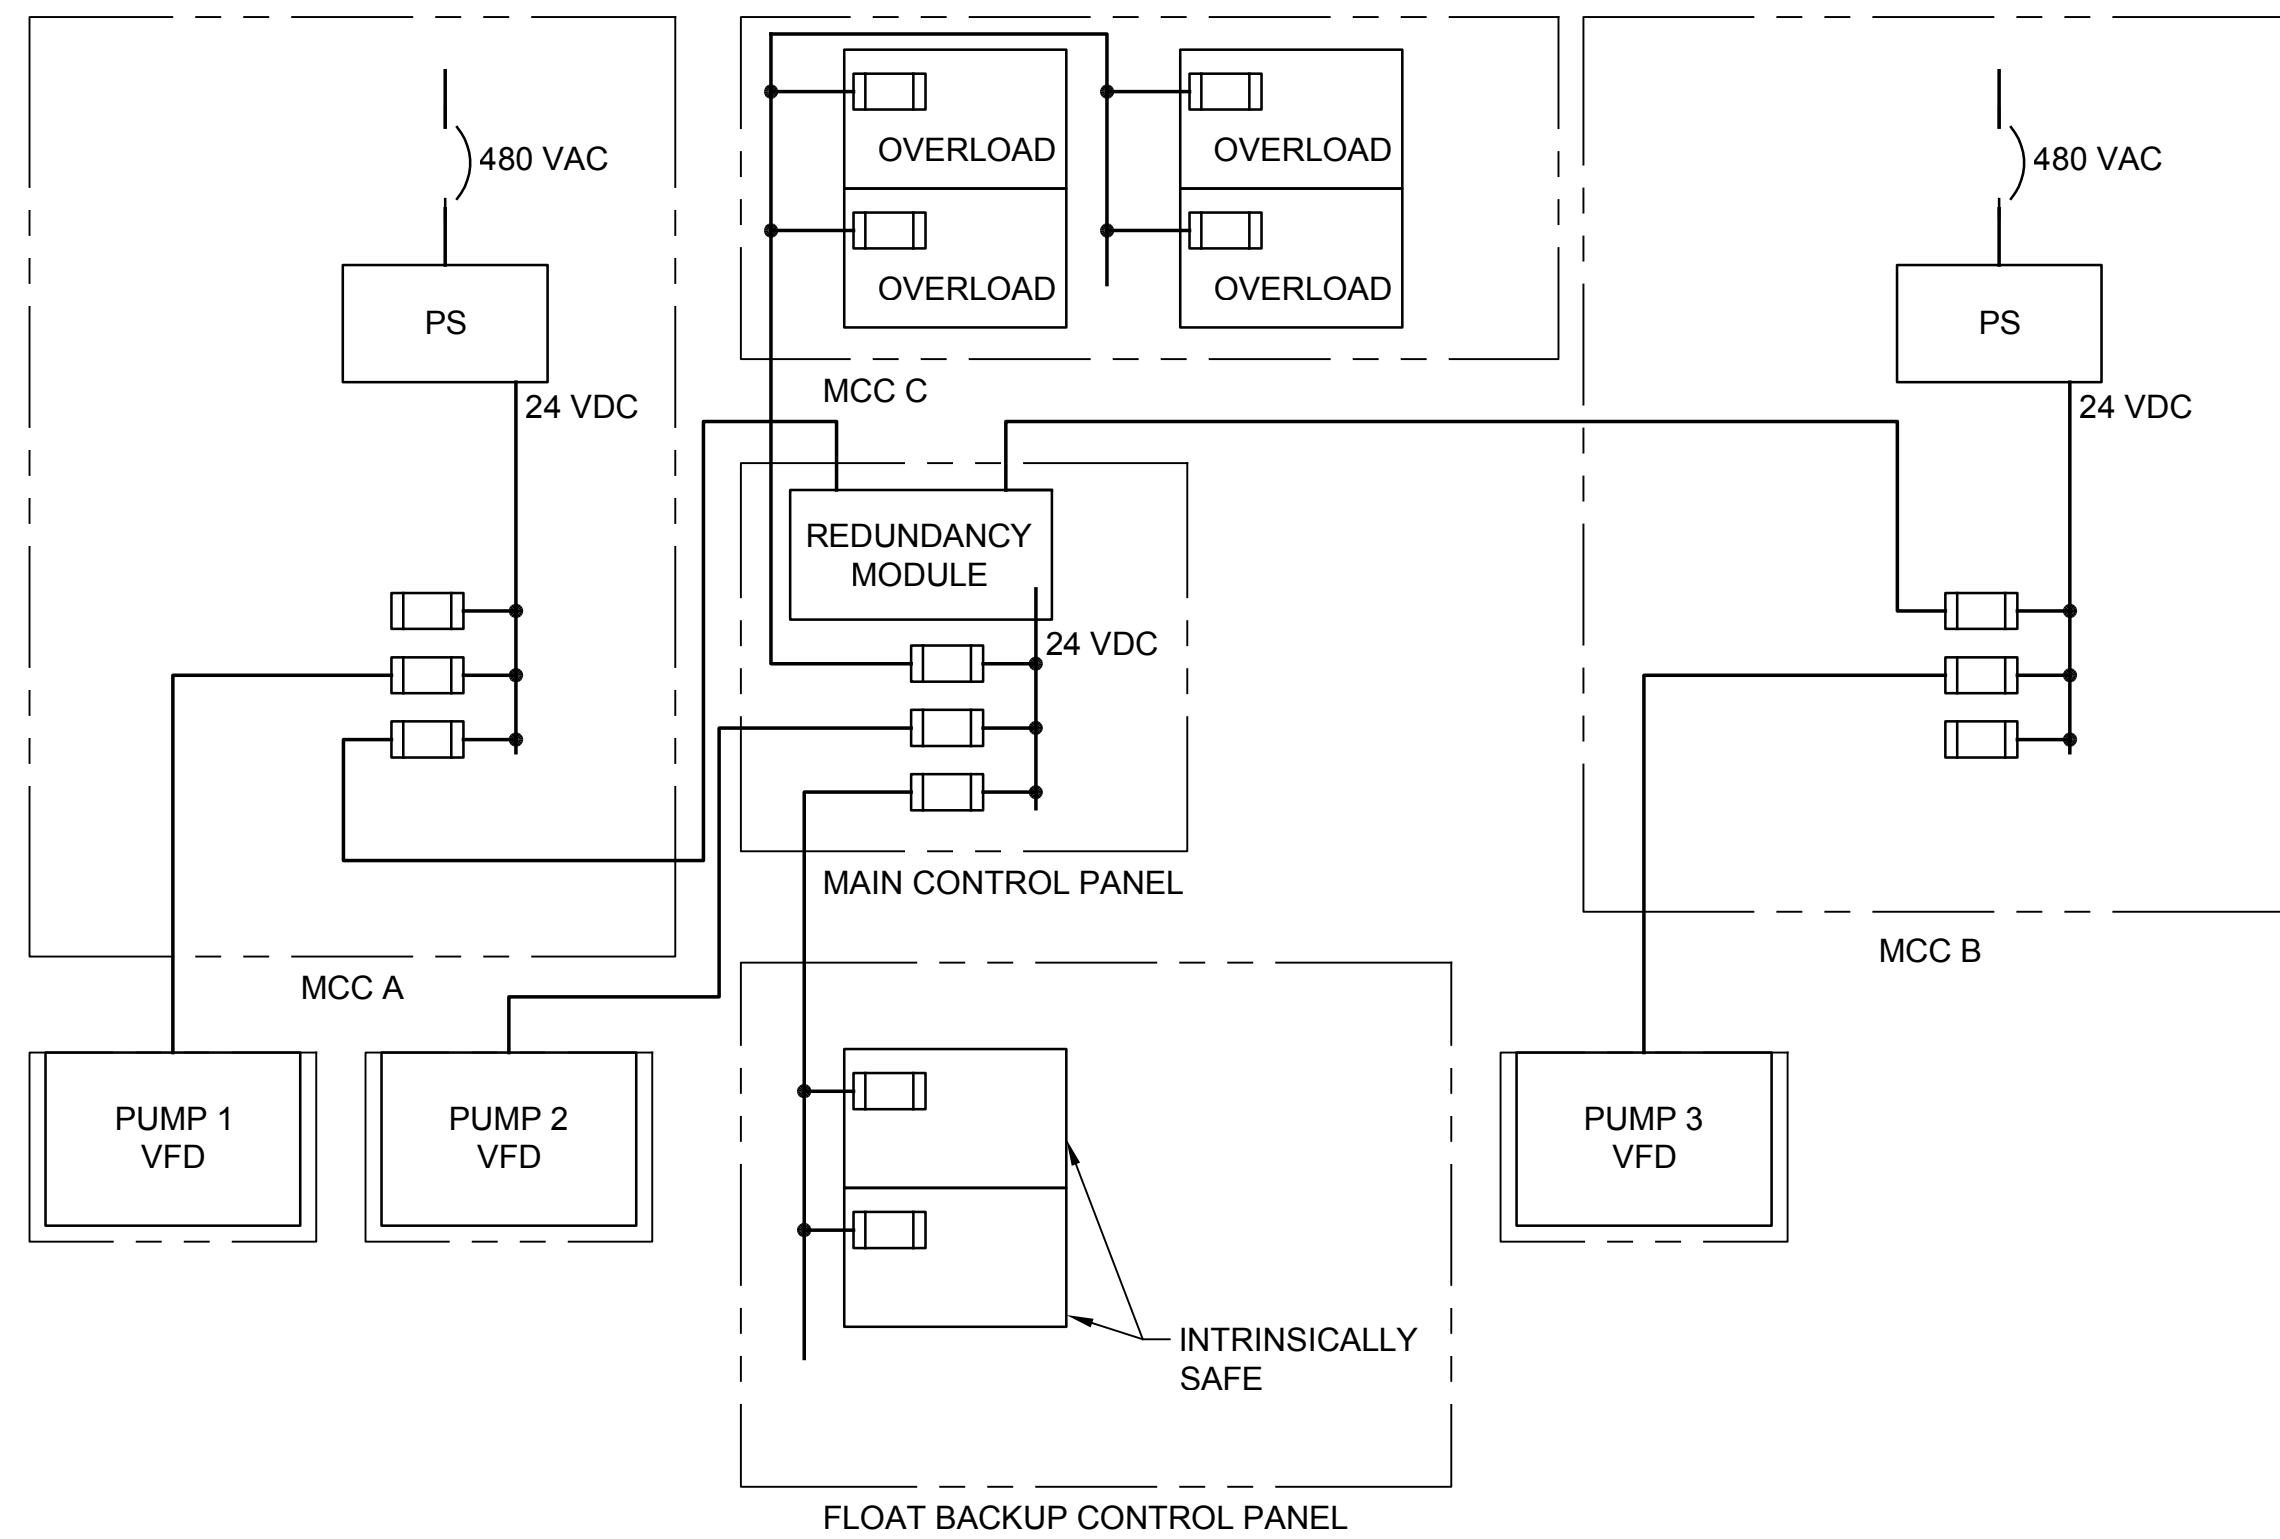 480 VAC
PS
24 VDC
MCC A
OVERLOAD
OVERLOAD
OVERLOAD
OVERLOAD
MCC C
480 VAC
PS
24 VDC
MCC B
REDUNDANCY
MODULE
24 VDC
MAIN CONTROL PANEL
PUMP 1
VFD
PUMP 2
VFD
PUMP 3
VFD
INTRINSICALLY
SAFE
FLOAT BACKUP CONTROL PANEL